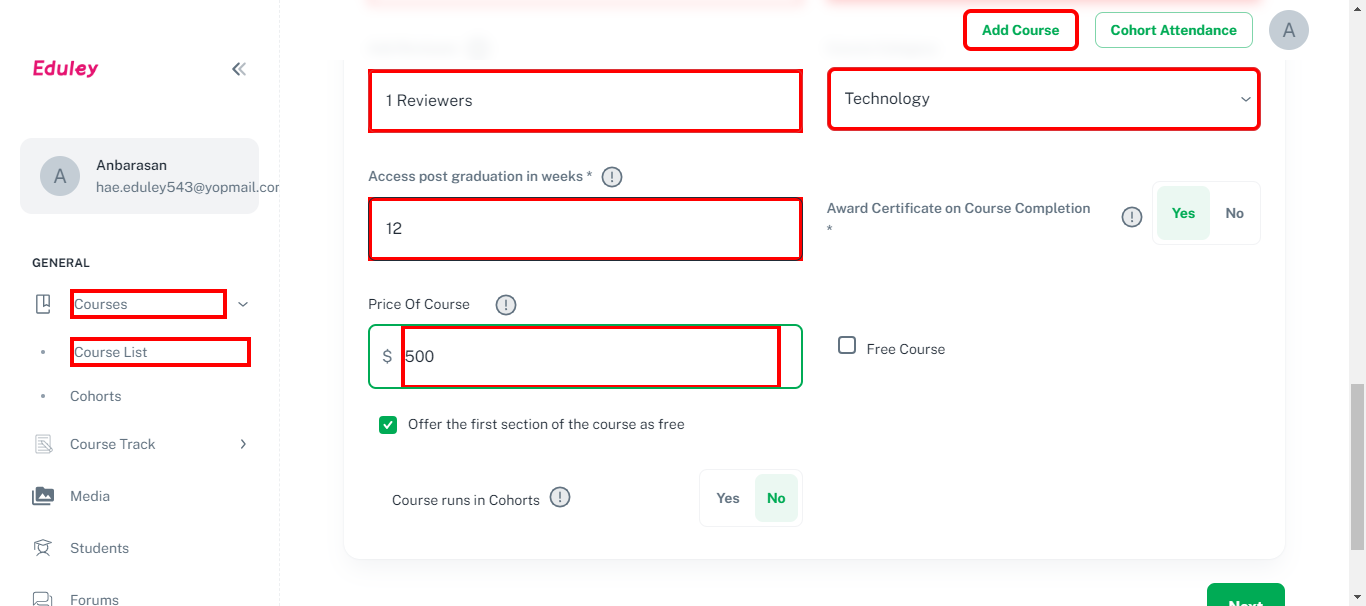 Add Course
Cohort Attendance
A
Eduley
1 Reviewers
Technology
A
Anbarasan
hae.eduley543@yopmail.com
Access post graduation in weeks *
12
Award Certificate on Course Completion
*
Yes
No
GENERAL
Courses
Price Of Course
Course List
$ 500
Free Course
Cohorts
Offer the first section of the course as free
Course Track
Course runs in Cohorts
Yes
No
Media
Students
Forums
Next